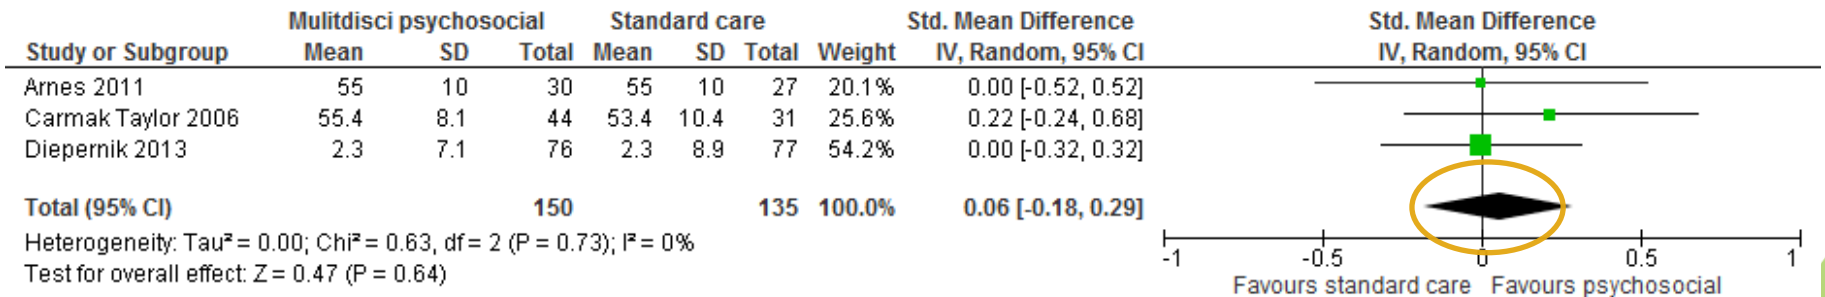 Mulitdisci psychosocial Standard care Std. Mean Difference Std. Mean Difference
Study or Subgroup Mean SD Total Mean SD Total Weight IV, Random, 95% CI IV, Random, 95% CI
Arnes 2011 55 10 30 55 10 27 20.1% 0.00 [-0.52, 0.52]
Carmak Taylor 2006 55.4 8.1 44 53.4 10.4 31 25.6% 0.22 [-0.24, 0.68]
Diepernik 2013 2.3 7.1 76 2.3 8.9 77 54.2% 0.00 [-0.32, 0.32]
Total (95% CI) 150 135 100.0% 0.06 [-0.18, 0.29]
Heterogeneity: Tau² = 0.00; Chi² = 0.63, df = 2 (P = 0.73); I² = 0%
Test for overall effect: Z = 0.47 (P = 0.64)
-1 -0.5 0 0.5 1
Favours standard care Favours psychosocial